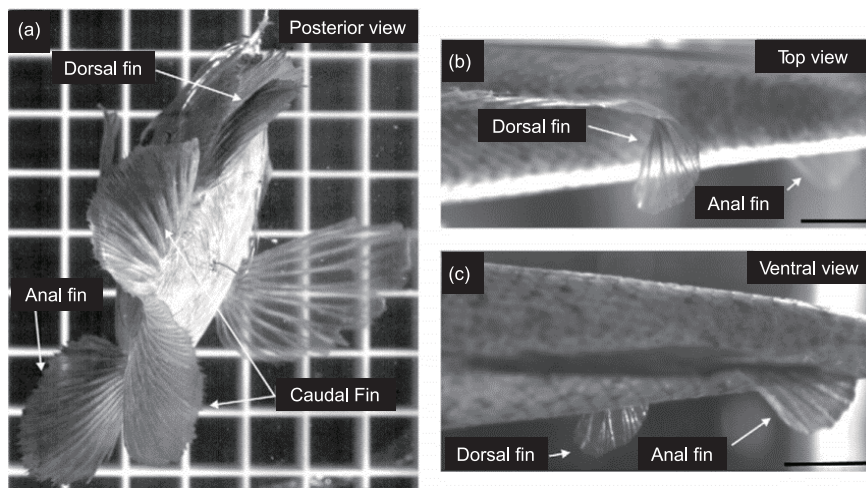 (a)
Posterior view
Dorsal fin
Anal fin
Caudal Fin
(b)
Top view
Dorsal fin
Anal fin
(c)
Ventral view
Dorsal fin
Anal fin